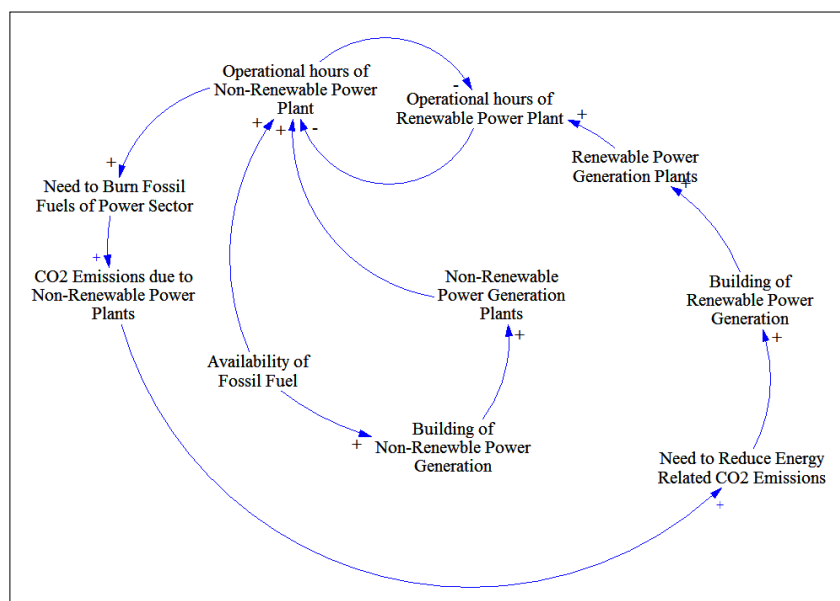 Operational hours of
Non-Renewable Power
Plant
-
Operational hours of
Renewable Power Plant
+
+
+
-
Renewable Power
Generation Plants
+
+
Need to Burn Fossil
Fuels of Power Sector
+
CO2 Emissions due to
Non-Renewable Power
Plants
Non-Renewable
Power Generation
Plants
+
Building of
Renewable Power
Generation
+
Availability of
Fossil Fuel
+
Building of
Non-Renewble Power
Generation
Need to Reduce Energy
Related CO2 Emissions
+